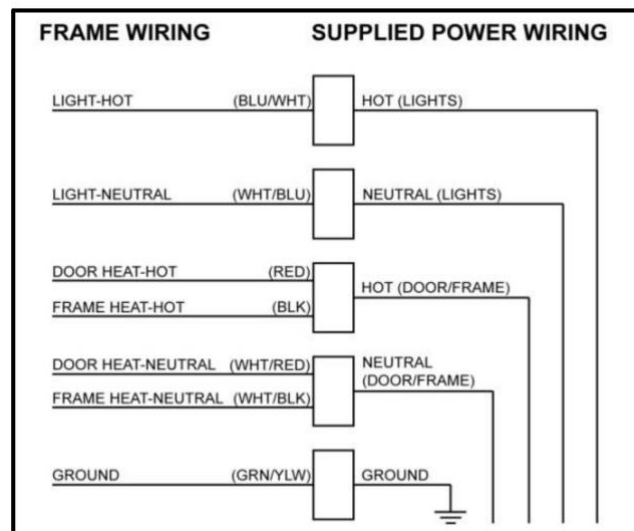 FRAME WIRING SUPPLIED POWER WIRING
LIGHT-HOT (BLU/WHT) HOT (LIGHTS)
LIGHT-NEUTRAL (WHT/BLU) NEUTRAL (LIGHTS)
DOOR HEAT-HOT (RED)
HOT (DOOR/FRAME)
FRAME HEAT-HOT (BLK)
DOOR HEAT-NEUTRAL (WHT/RED) NEUTRAL
(DOOR/FRAME)
FRAME HEAT-NEUTRAL (WHT/BLK)
GROUND (GRN/YLW) GROUND